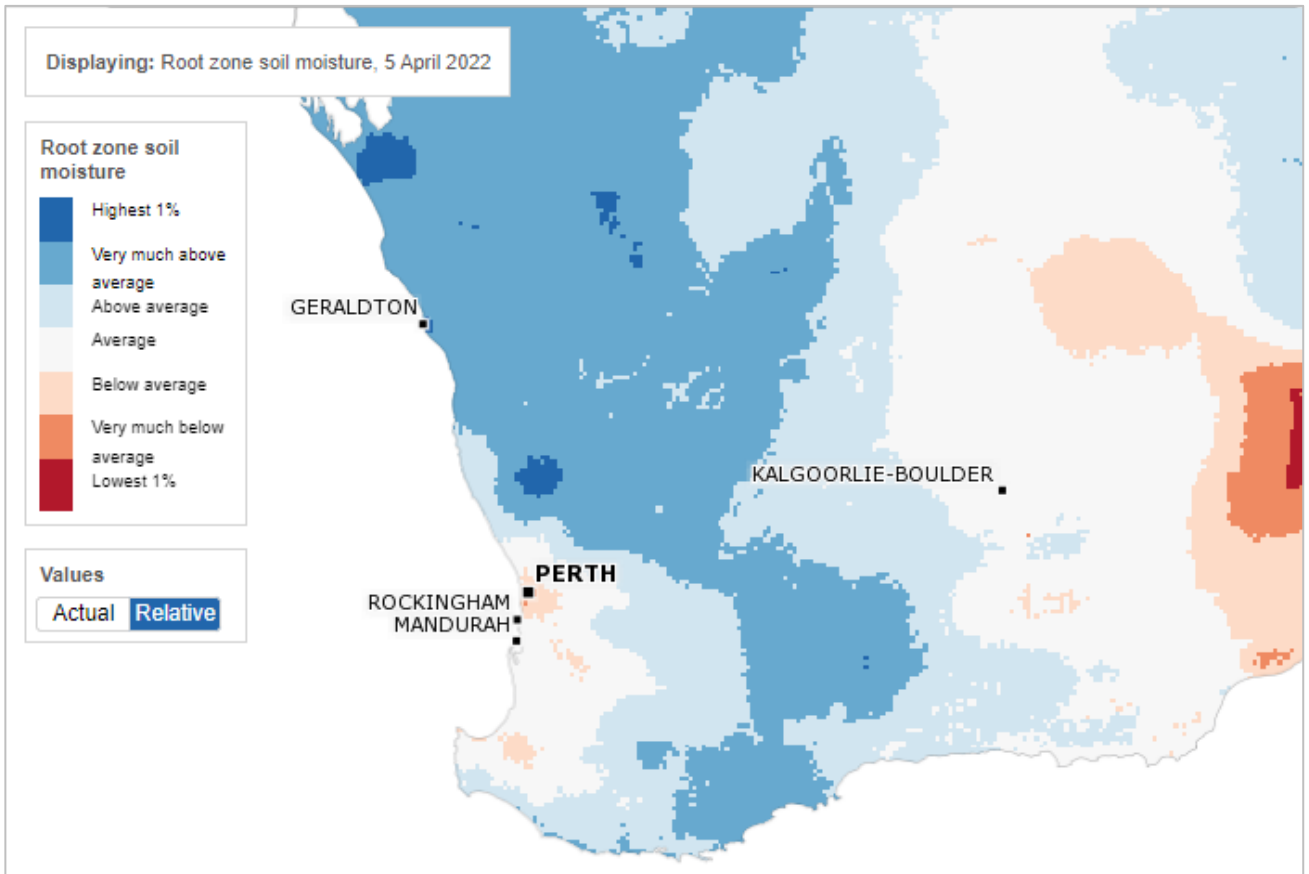 Displaying: Root zone soil moisture, 5 April 2022
Root zone soil
moisture
Highest 1%
Very much above
average
Above average
Average
Below average
Very much below
average
Lowest 1%
Values
Actual Relative
GERALDTON
KALGOORLIE-BOULDER
PERTH
ROCKINGHAM
MANDURAH